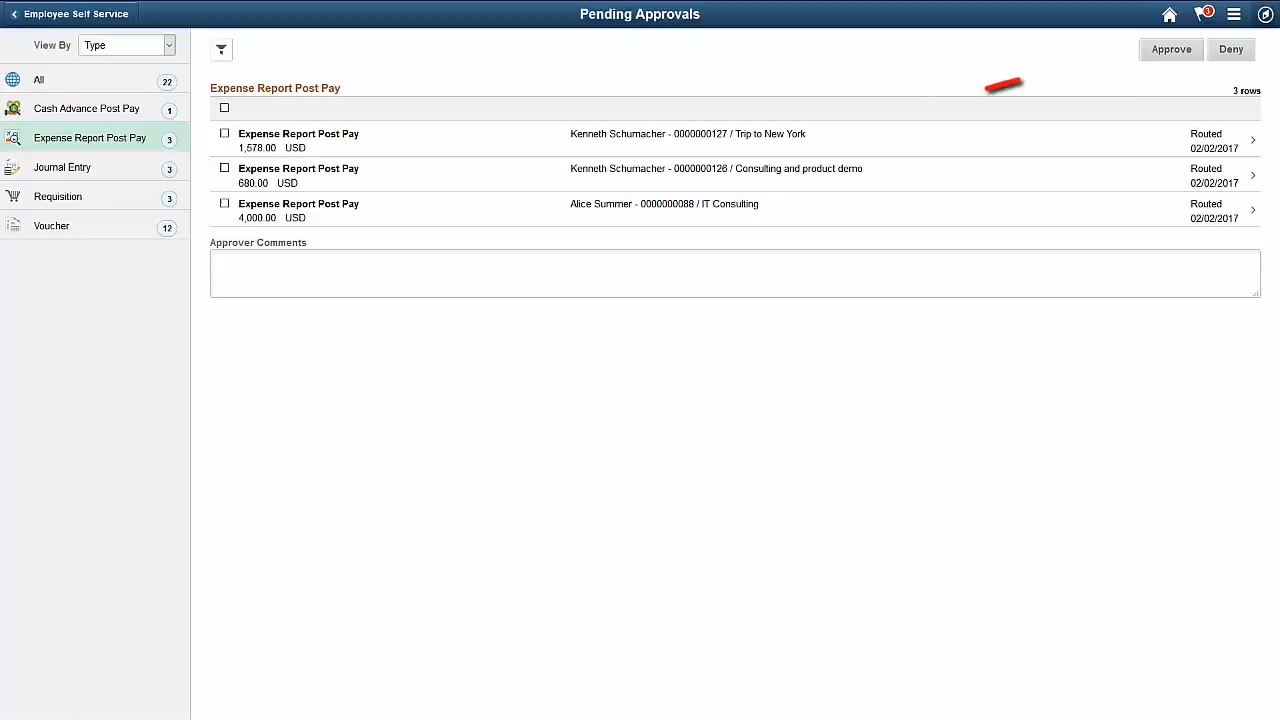 Employee Self Service
Pending Approvals
3
View By Type
All 22
Cash Advance Post Pay 1
Expense Report Post Pay 3
Journal Entry 3
Requisition 3
Voucher 12
Approve Deny
Expense Report Post Pay
3 rows
Expense Report Post Pay Kenneth Schumacher - 0000000127 / Trip to New York Routed
1,578.00 USD 02/02/2017
Expense Report Post Pay Kenneth Schumacher - 0000000126 / Consulting and product demo Routed
680.00 USD 02/02/2017
Expense Report Post Pay Alice Summer - 0000000088 / IT Consulting Routed
4,000.00 USD 02/02/2017
Approver Comments